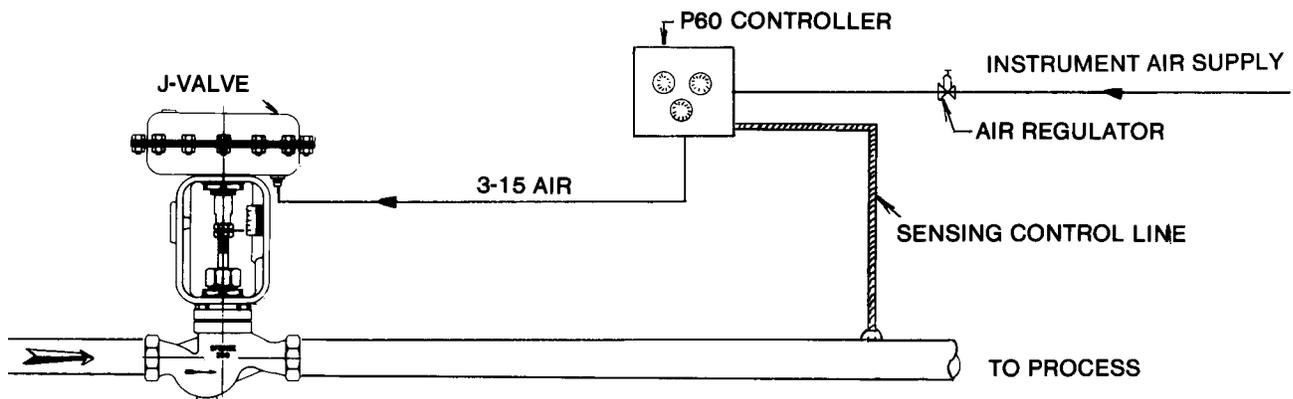 P60 CONTROLLER
J-VALVE
INSTRUMENT AIR SUPPLY
AIR REGULATOR
3-15 AIR
SENSING CONTROL LINE
TO PROCESS